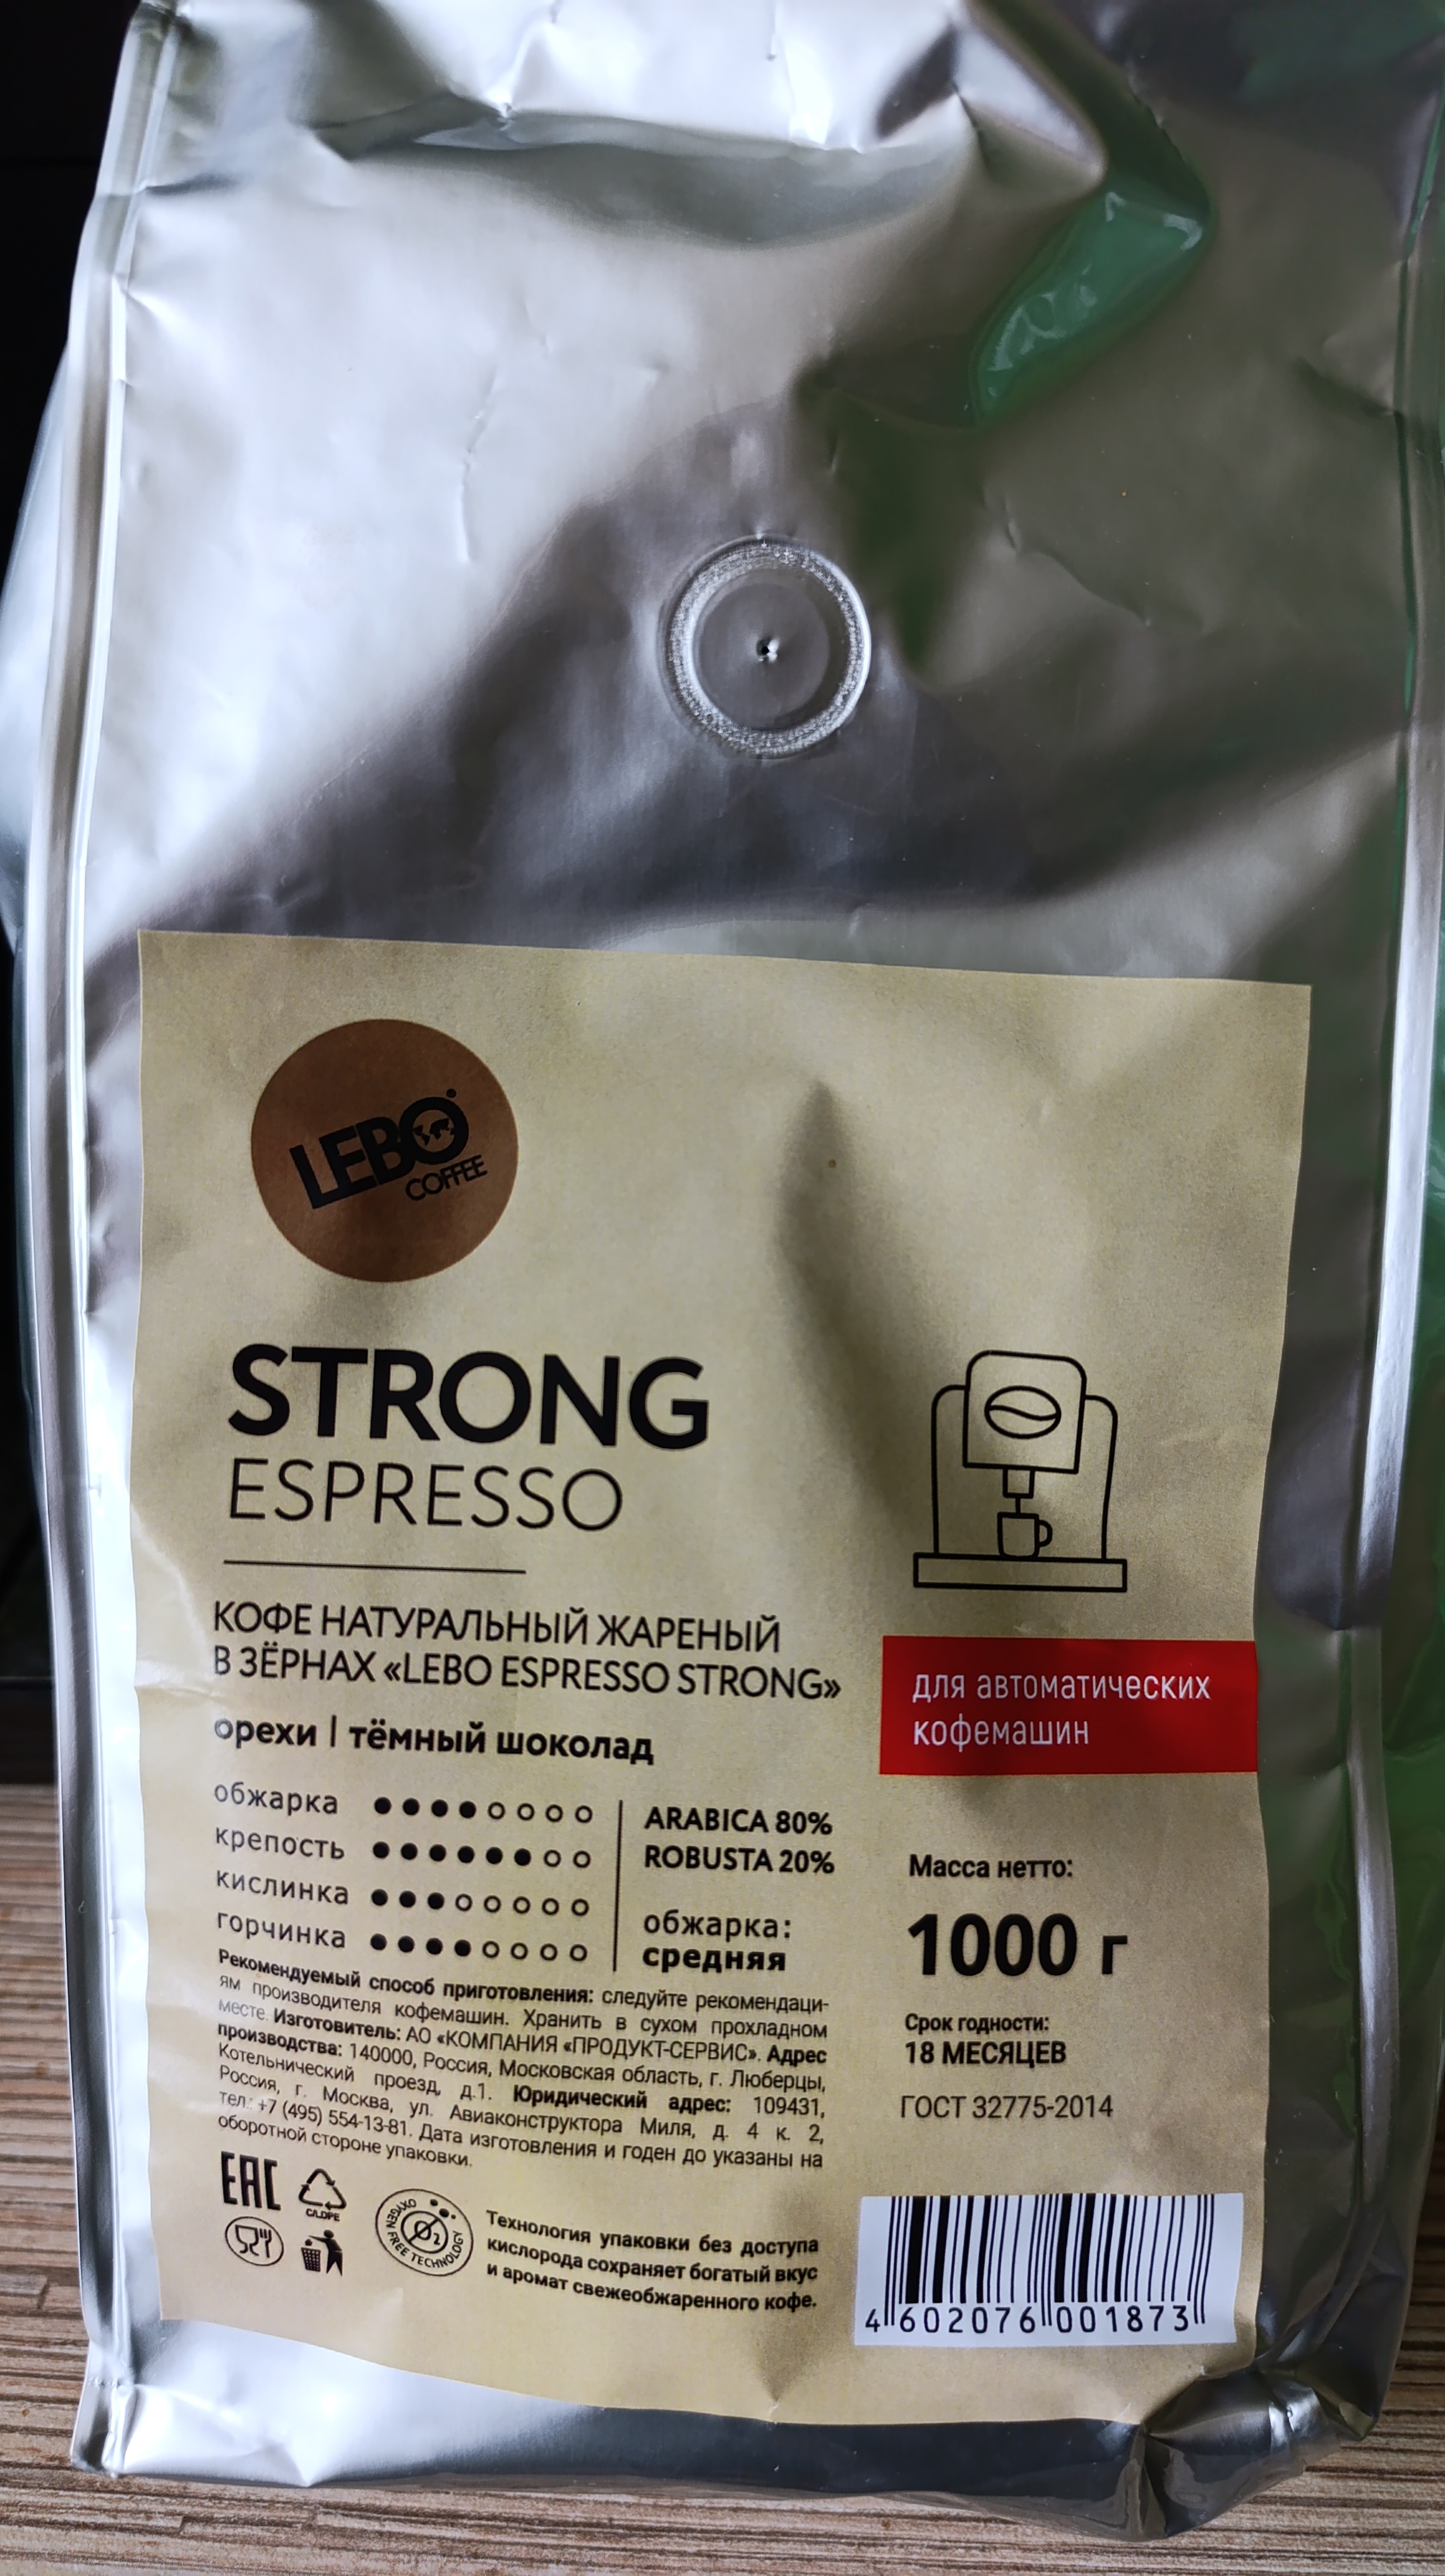 LEBO
COFFEE
STRONG
ESPRESSO
КОФЕ НАТУРАЛЬНЫЙ ЖАРЕНЫЙ
В ЗЁРНАХ «LEBO ESPRESSO STRONG»
орехи | тёмный шоколад
обжарка
крепость
кислинка
горчинка
ARABICA 80%
ROBUSTA 20%
обжарка:
средняя
Рекомендуемый способ приготовления: следуйте рекомендаци-
ям производителя кофемашин. Хранить в сухом прохладном
месте. Изготовитель: АО «КОМПАНИЯ «ПРОДУКТ-СЕРВИС». Адрес
производства: 140000, Россия, Московская область, г. Люберцы,
Котельнический проезд, д.1. Юридический адрес: 109431,
Россия, г. Москва, ул. Авиаконструктора Миля, д. 4 к. 2,
тел.: +7 (495) 554-13-81. Дата изготовления и годен до указаны на
оборотной стороне упаковки.
EAC
C/LDPE
OXYGEN FREE TECHNOLOGY
O2
Технология упаковки без доступа
кислорода сохраняет богатый вкус
и аромат свежеобжаренного кофе.
для автоматических
кофемашин
Масса нетто:
1000 г
Срок годности:
18 МЕСЯЦЕВ
ГОСТ 32775-2014
4 602076 001873